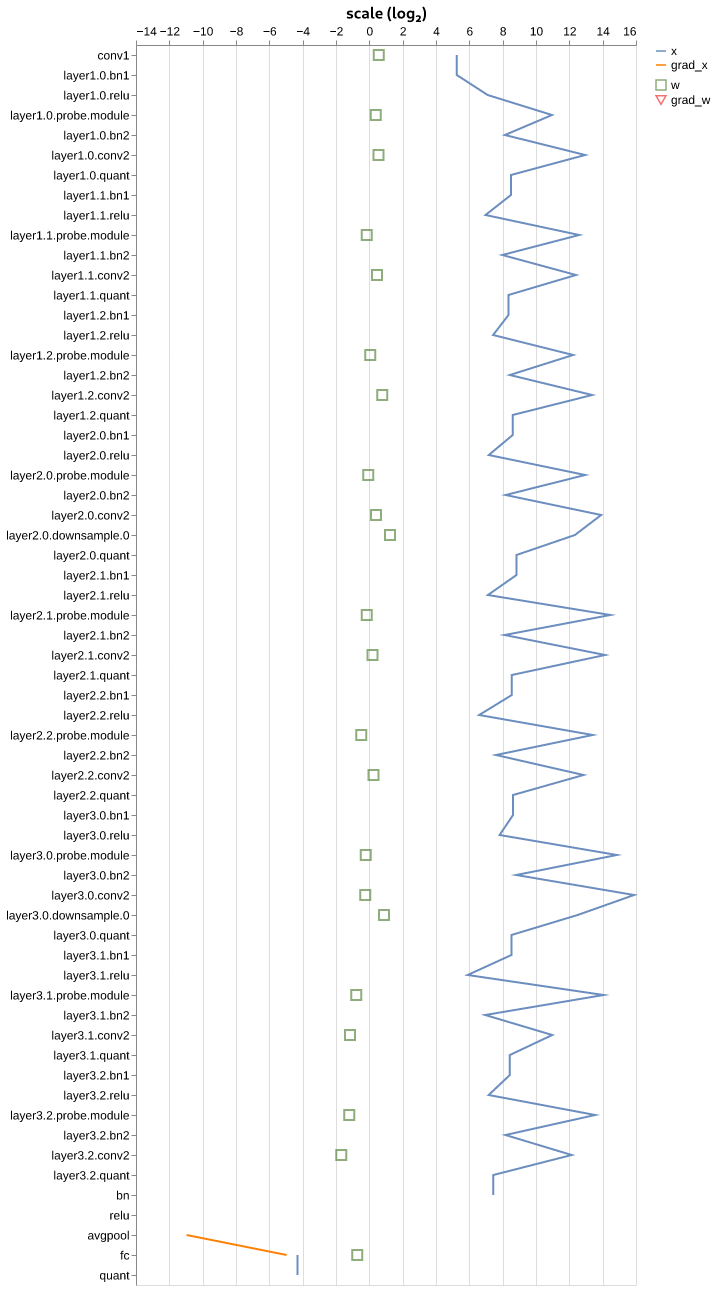 scale (log₂)
−14 −12 −10 −8 −6 −4 −2 0 2 4 6 8 10 12 14 16
x
grad_x
w
grad_w
conv1
layer1.0.bn1
layer1.0.relu
layer1.0.probe.module
layer1.0.bn2
layer1.0.conv2
layer1.0.quant
layer1.1.bn1
layer1.1.relu
layer1.1.probe.module
layer1.1.bn2
layer1.1.conv2
layer1.1.quant
layer1.2.bn1
layer1.2.relu
layer1.2.probe.module
layer1.2.bn2
layer1.2.conv2
layer1.2.quant
layer2.0.bn1
layer2.0.relu
layer2.0.probe.module
layer2.0.bn2
layer2.0.conv2
layer2.0.downsample.0
layer2.0.quant
layer2.1.bn1
layer2.1.relu
layer2.1.probe.module
layer2.1.bn2
layer2.1.conv2
layer2.1.quant
layer2.2.bn1
layer2.2.relu
layer2.2.probe.module
layer2.2.bn2
layer2.2.conv2
layer2.2.quant
layer3.0.bn1
layer3.0.relu
layer3.0.probe.module
layer3.0.bn2
layer3.0.conv2
layer3.0.downsample.0
layer3.0.quant
layer3.1.bn1
layer3.1.relu
layer3.1.probe.module
layer3.1.bn2
layer3.1.conv2
layer3.1.quant
layer3.2.bn1
layer3.2.relu
layer3.2.probe.module
layer3.2.bn2
layer3.2.conv2
layer3.2.quant
bn
relu
avgpool
fc
quant